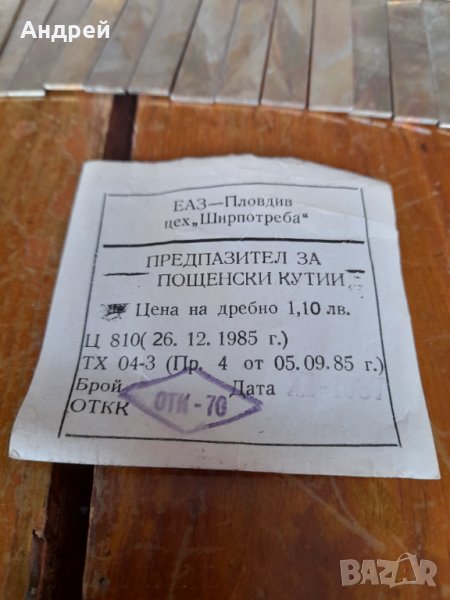 Андрей
ЕАЗ—Пловдив
цех „Ширпотреба“
ПРЕДПАЗИТЕЛ ЗА
ПОЩЕНСКИ КУТИИ
Цена на дребно 1,10 лв.
Ц 810( 26. 12. 1985 г.)
ТХ 04-3 (Пр. 4 от 05.09.85 г.)
Брой Дата
ОТКК ОТК - 70
BAZAR